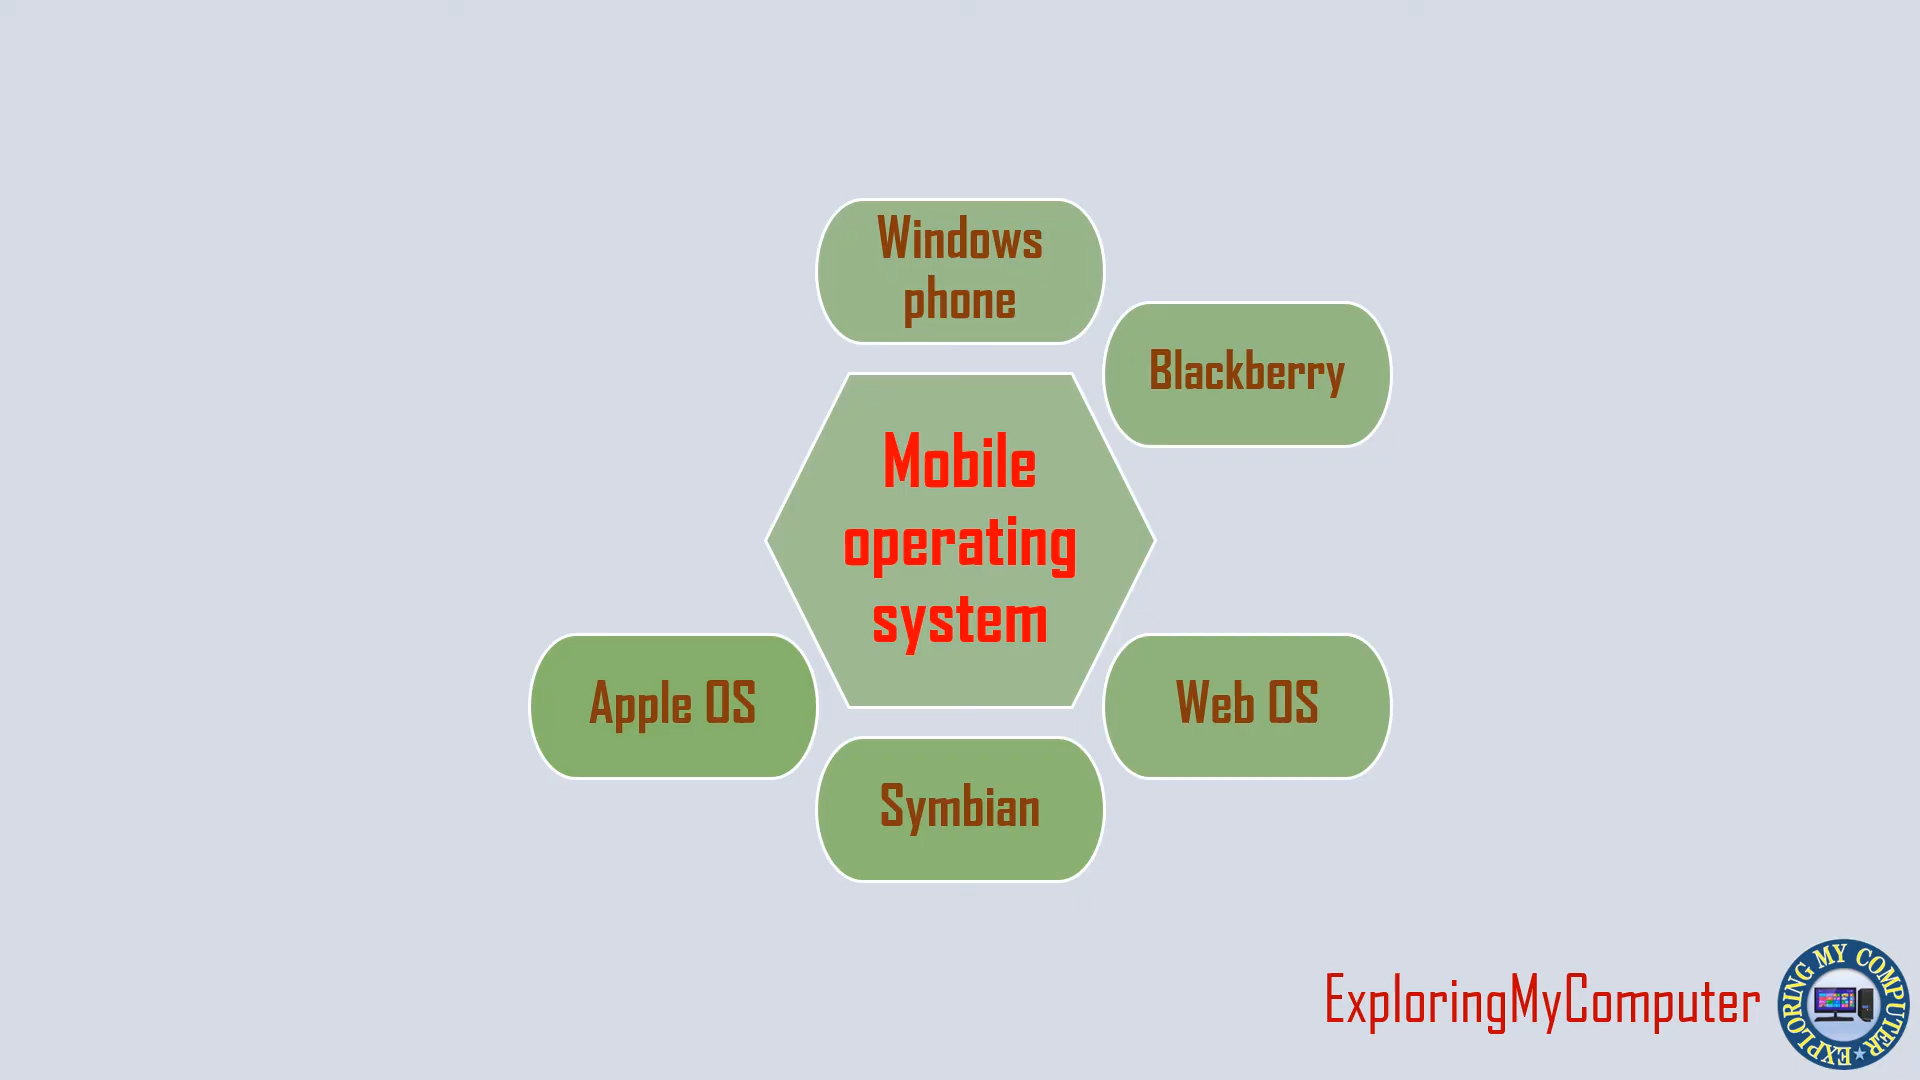 Windows
phone
Blackberry
Mobile
operating
system
Apple OS
Web OS
Symbian
ExploringMyComputer
EXPLORING MY COMPUTER